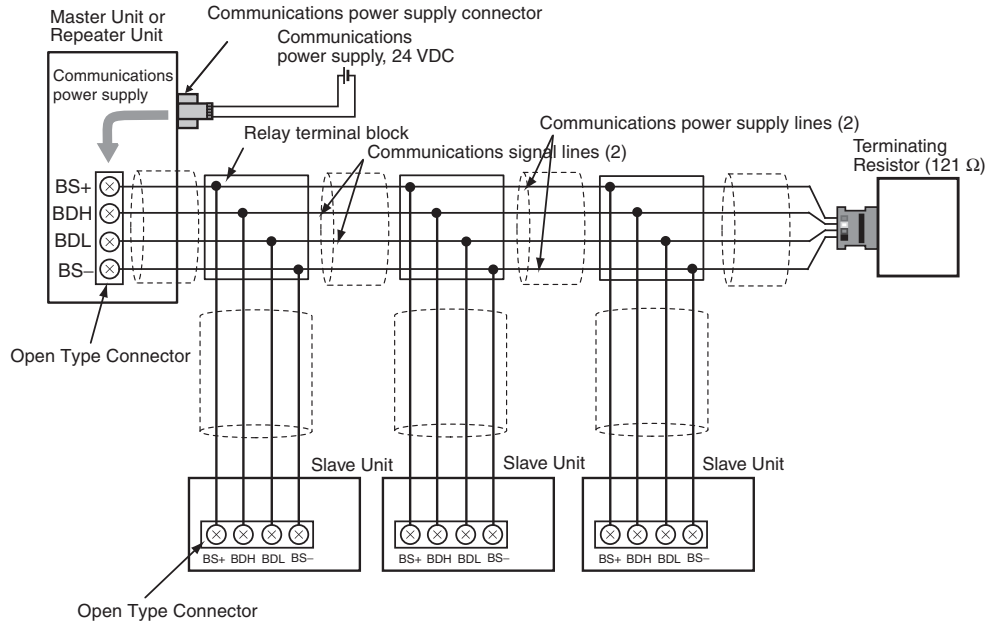 Communications power supply connector
Master Unit or
Repeater Unit
Communications
power supply, 24 VDC
Communications
power supply
Relay terminal block
Communications signal lines (2)
Communications power supply lines (2)
Terminating
Resistor (121 Ω)
BS+
BDH
BDL
BS–
Open Type Connector
Slave Unit
Slave Unit
Slave Unit
BS+ BDH BDL BS–
BS+ BDH BDL BS–
BS+ BDH BDL BS–
Open Type Connector